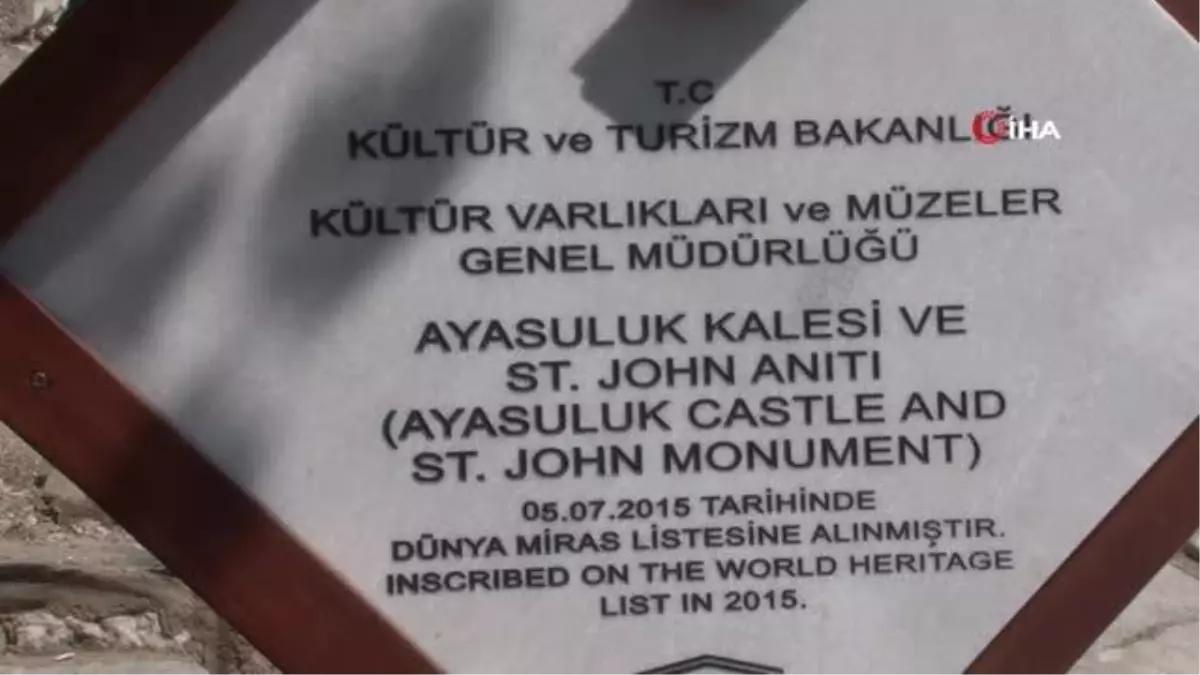 T.C
KÜLTÜR ve TURİZM BAKANLIĞI
İHA
KÜLTÜR VARLIKLARI ve MÜZELER
GENEL MÜDÜRLÜĞÜ
AYASULUK KALESİ VE
ST. JOHN ANITI
(AYASULUK CASTLE AND
ST. JOHN MONUMENT)
05.07.2015 TARİHİNDE
DÜNYA MİRAS LİSTESİNE ALINMIŞTIR.
INSCRIBED ON THE WORLD HERITAGE
LIST IN 2015.